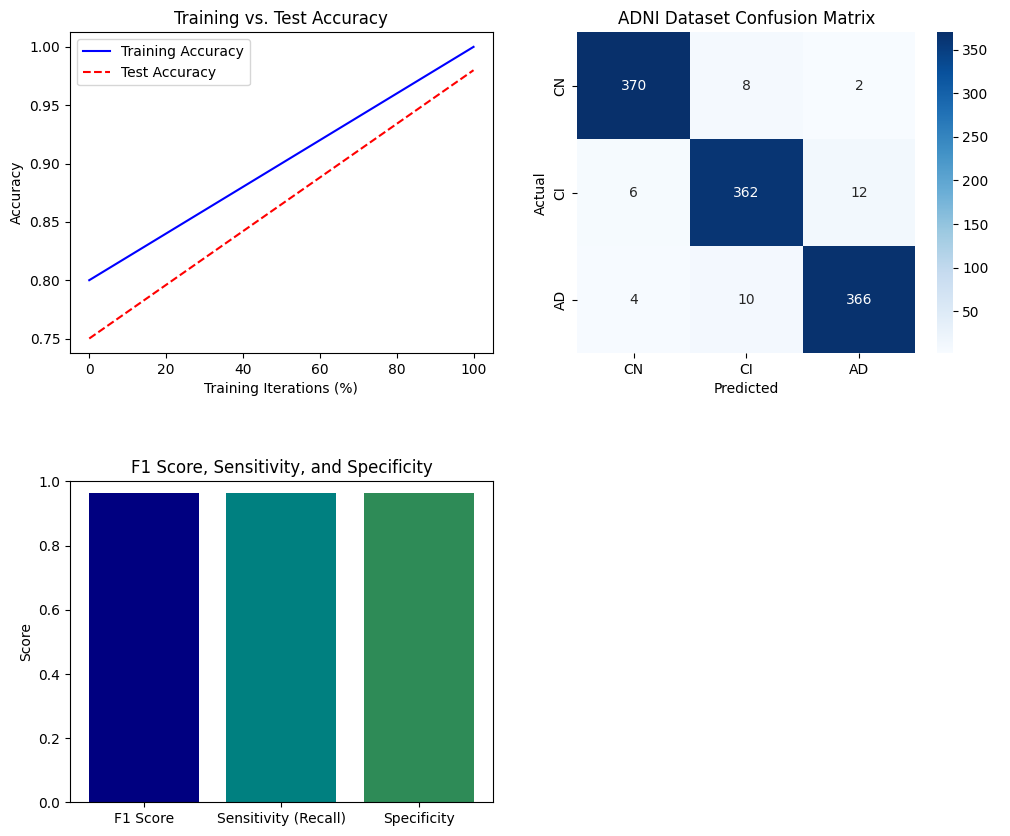 Training vs. Test Accuracy
Training Accuracy
Test Accuracy
1.00
0.95
0.90
0.85
0.80
0.75
Accuracy
0
20
40
60
80
100
Training Iterations (%)
ADNI Dataset Confusion Matrix
CN
370
8
2
CI
6
362
12
AD
4
10
366
Actual
CN
CI
AD
Predicted
350
300
250
200
150
100
50
F1 Score, Sensitivity, and Specificity
1.0
0.8
0.6
0.4
0.2
0.0
Score
F1 Score
Sensitivity (Recall)
Specificity